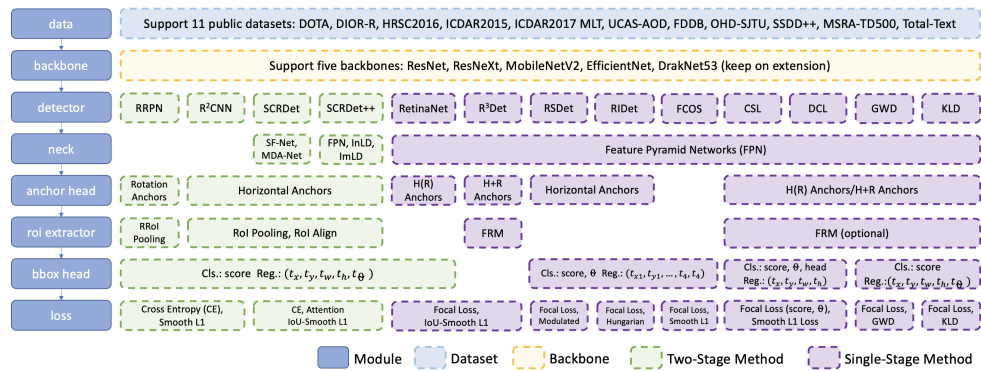 data
Support 11 public datasets: DOTA, DIOR-R, HRSC2016, ICDAR2015, ICDAR2017 MLT, UCAS-AOD, FDDB, OHD-SJTU, SSDD++, MSRA-TD500, Total-Text
backbone
Support five backbones: ResNet, ResNeXt, MobileNetV2, EfficientNet, DrakNet53 (keep on extension)
detector
RRPN
R²CNN
SCRDet
SCRDet++
RetinaNet
R³Det
RSDet
RIDet
FCOS
CSL
DCL
GWD
KLD
neck
SF-Net,
MDA-Net
FPN, InLD,
ImLD
Feature Pyramid Networks (FPN)
anchor head
Rotation
Anchors
Horizontal Anchors
H(R)
Anchors
H+R
Anchors
Horizontal Anchors
H(R) Anchors/H+R Anchors
roi extractor
RRoI
Pooling
RoI Pooling, RoI Align
FRM
FRM (optional)
bbox head
Cls.: score Reg.: (tₓ, t_y, t_w, t_h, t_θ )
Cls.: score, θ Reg.: (t_x1, t_y1, …, t_4, t_4)
Cls.: score, θ, head
Reg.: (t_x, t_y, t_w, t_h)
Cls.: score
Reg.:(t_x, t_y, t_w, t_h, t_θ )
loss
Cross Entropy (CE),
Smooth L1
CE, Attention
IoU-Smooth L1
Focal Loss,
IoU-Smooth L1
Focal Loss,
Modulated
Focal Loss,
Hungarian
Focal Loss,
Smooth L1
Focal Loss (score, θ),
Smooth L1 Loss
Focal Loss,
GWD
Focal Loss,
KLD
Module
Dataset
Backbone
Two-Stage Method
Single-Stage Method